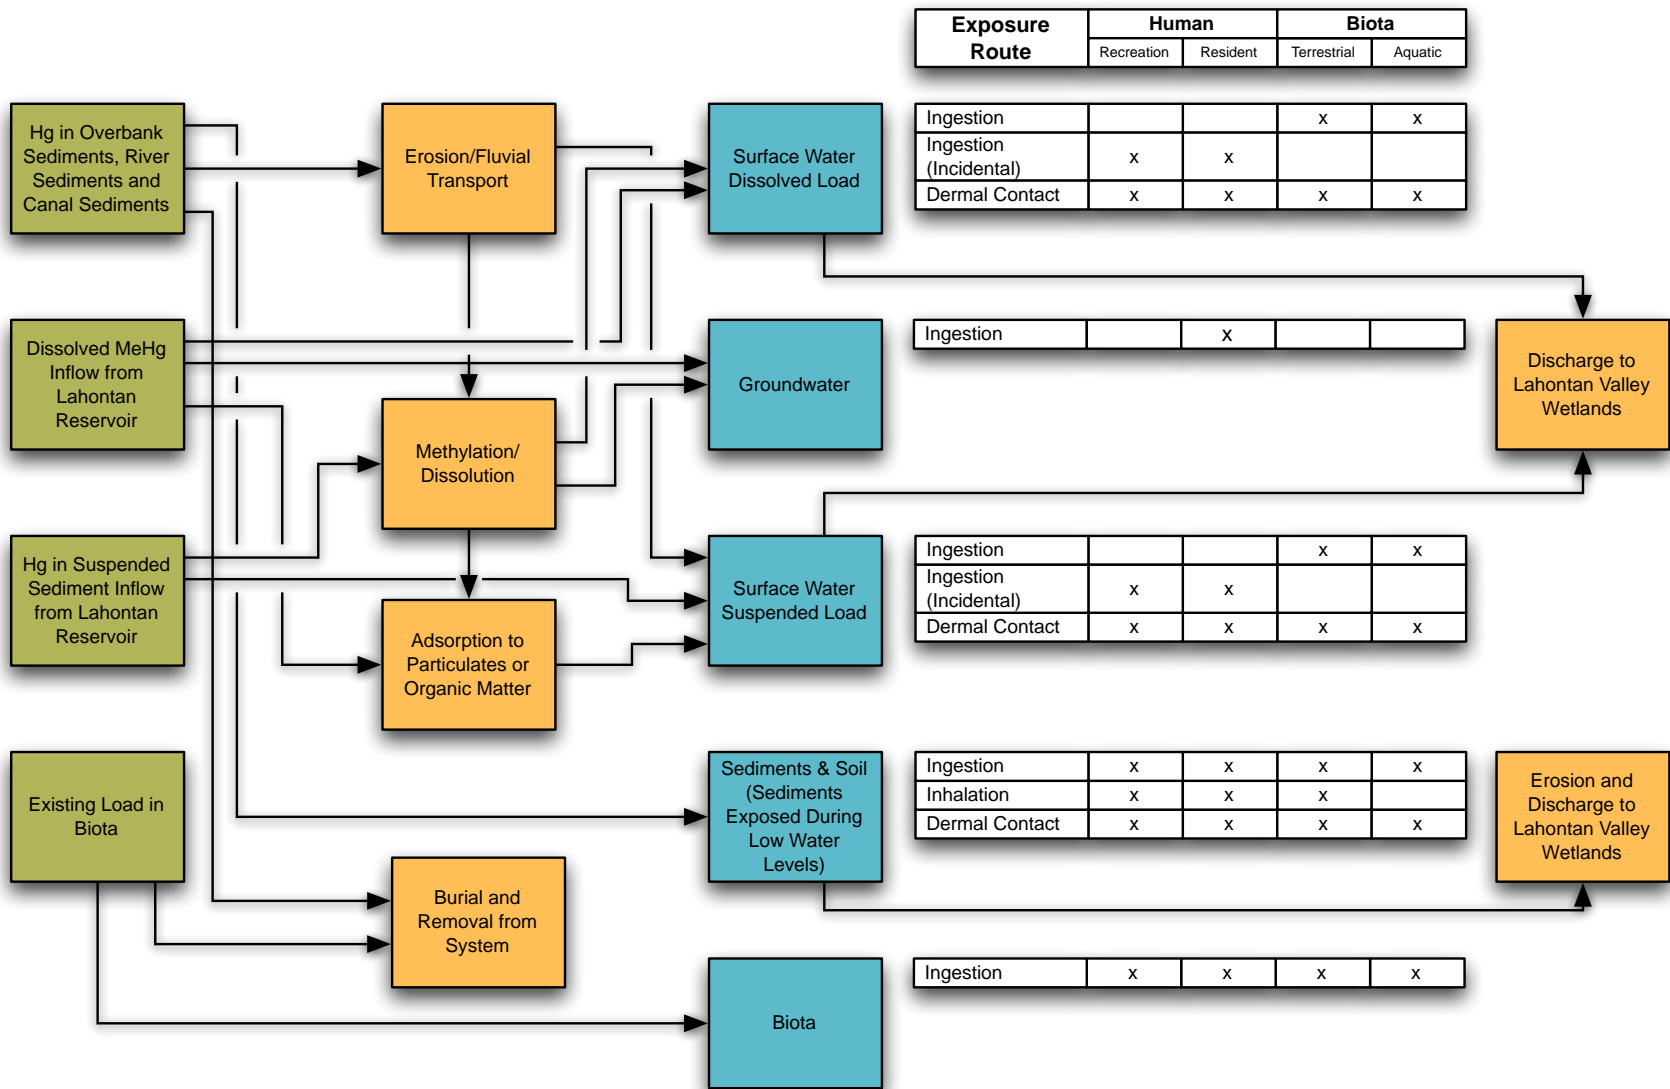 Exposure
Route
Human
Biota
Recreation
Resident
Terrestrial
Aquatic
Hg in Overbank
Sediments, River
Sediments and
Canal Sediments
Erosion/Fluvial
Transport
Surface Water
Dissolved Load
Ingestion x x
Ingestion
(Incidental) x x
Dermal Contact x x x x
Dissolved MeHg
Inflow from
Lahontan
Reservoir
Groundwater
Ingestion x
Discharge to
Lahontan Valley
Wetlands
Methylation/
Dissolution
Hg in Suspended
Sediment Inflow
from Lahontan
Reservoir
Surface Water
Suspended Load
Ingestion x x
Ingestion
(Incidental) x x
Dermal Contact x x x x
Adsorption to
Particulates or
Organic Matter
Existing Load in
Biota
Sediments & Soil
(Sediments
Exposed During
Low Water
Levels)
Ingestion x x x x
Inhalation x x x
Dermal Contact x x x x
Erosion and
Discharge to
Lahontan Valley
Wetlands
Burial and
Removal from
System
Biota
Ingestion x x x x